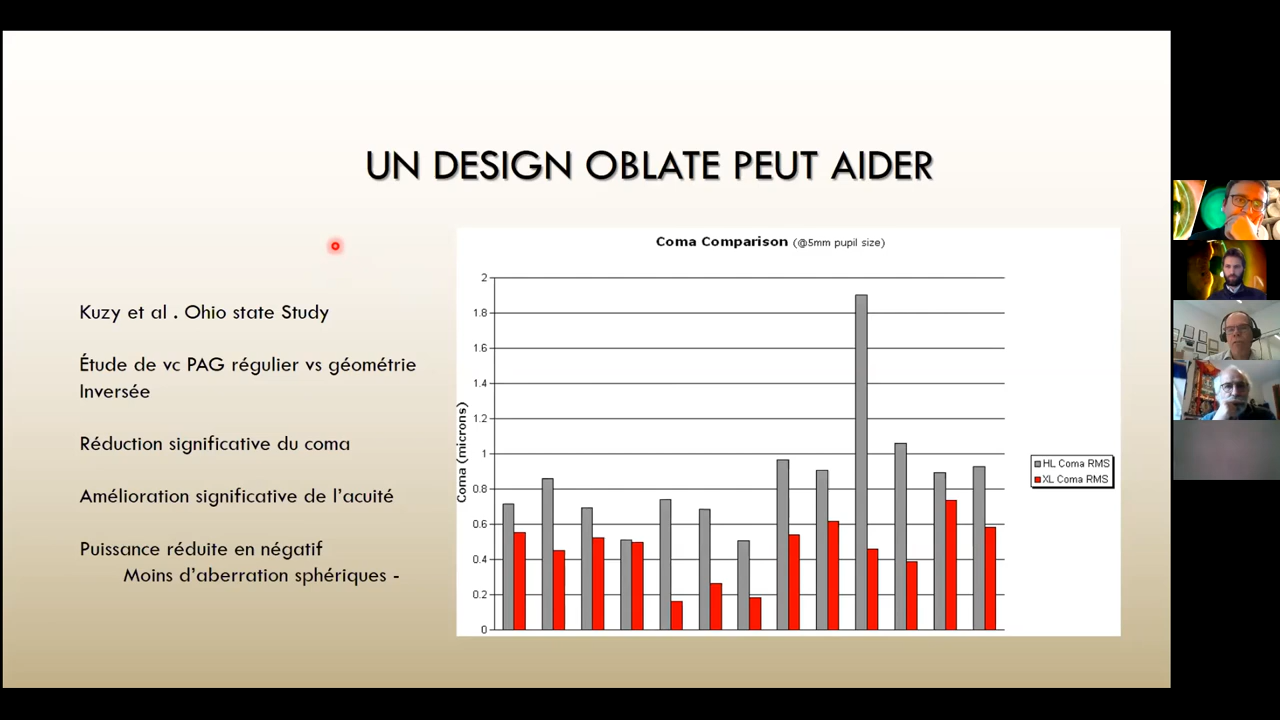 UN DESIGN OBLATE PEUT AIDER
Kuzy et al . Ohio state Study
Étude de vc PAG régulier vs géométrie
Inversée
Réduction significative du coma
Amélioration significative de l'acuité
Puissance réduite en négatif
Moins d'aberration sphériques -
Coma Comparison (@5mm pupil size)
Coma (microns)
2
1.8
1.6
1.4
1.2
1
0.8
0.6
0.4
0.2
0
HL Coma RMS
XL Coma RMS